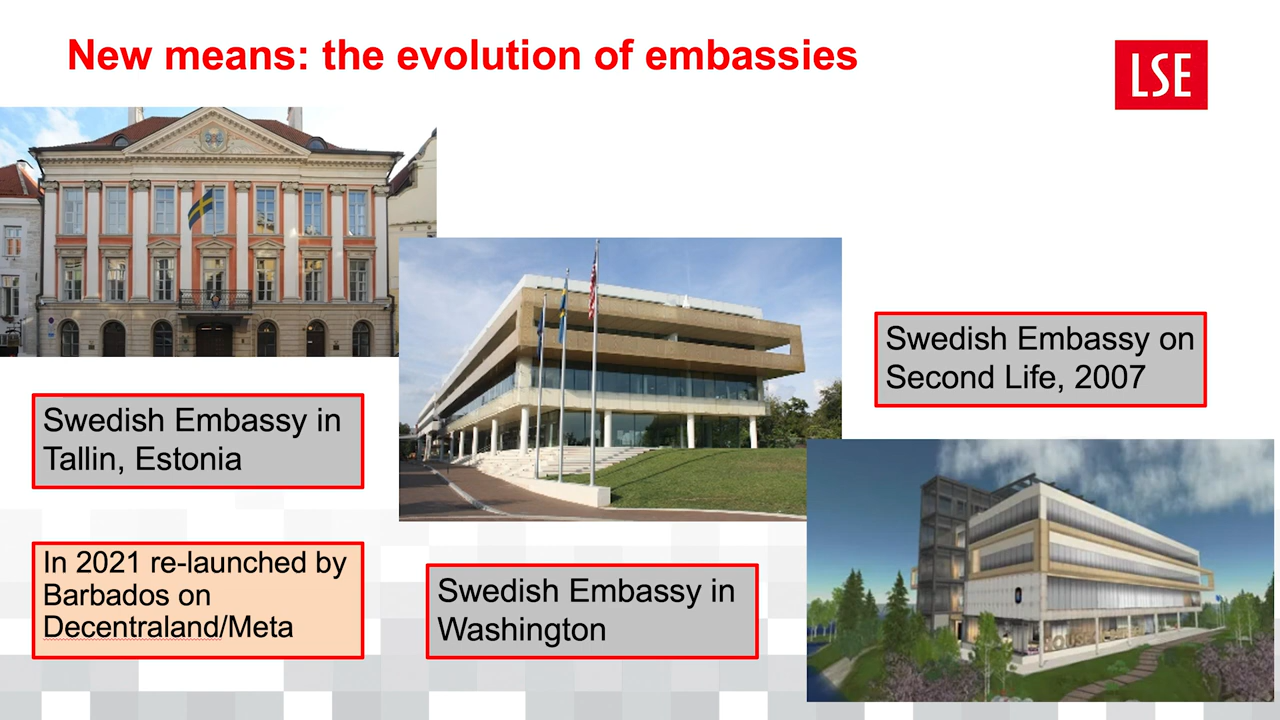 New means: the evolution of embassies
LSE
Swedish Embassy on
Second Life, 2007
Swedish Embassy in
Tallin, Estonia
In 2021 re-launched by
Barbados on
Decentraland/Meta
Swedish Embassy in
Washington